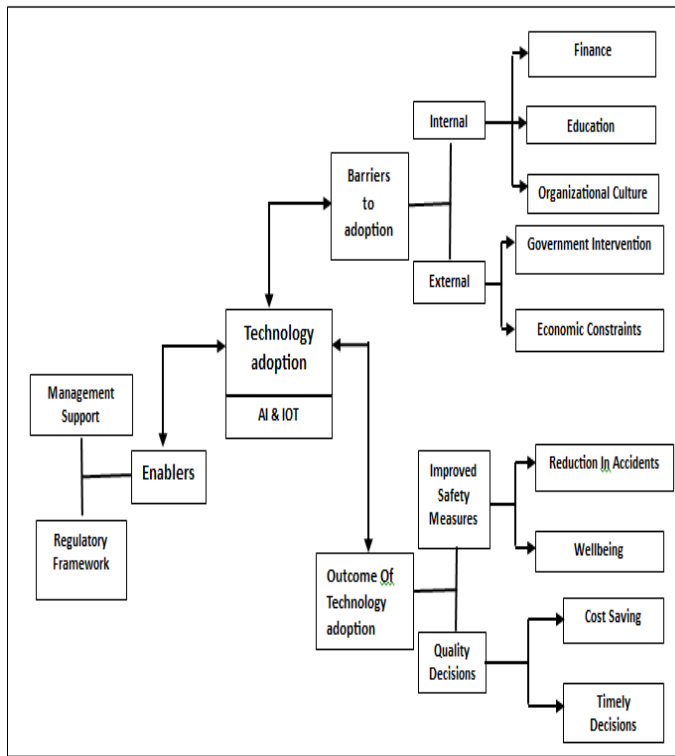 Finance
Internal
Education
Barriers
to
adoption
Organizational Culture
Government Intervention
External
Economic Constraints
Technology
adoption
AI & IOT
Management
Support
Enablers
Regulatory
Framework
Improved
Safety
Measures
Reduction In Accidents
Wellbeing
Outcome Of
Technology
adoption
Cost Saving
Quality
Decisions
Timely
Decisions